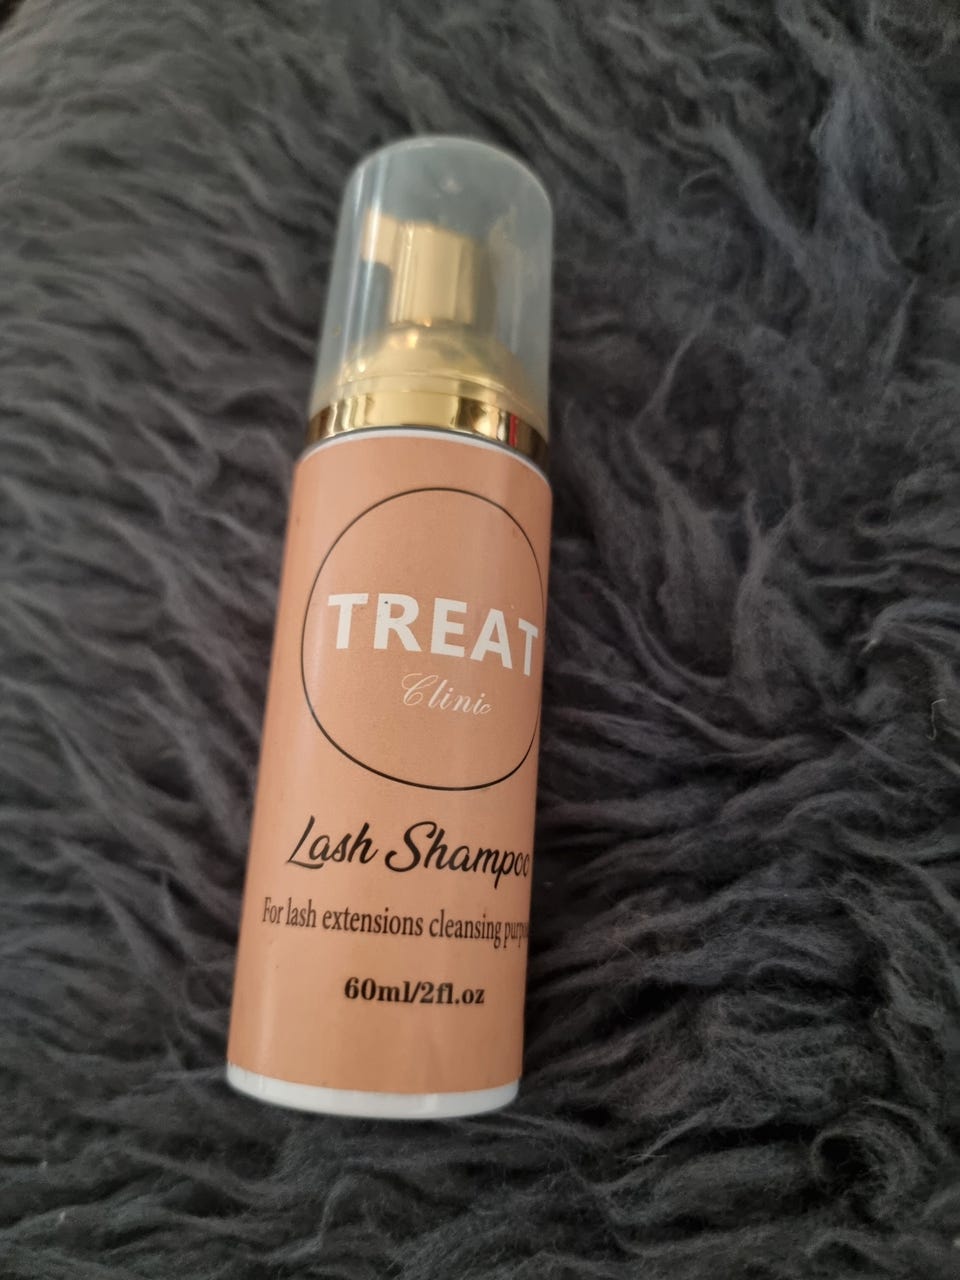 TREAT
Clinic
Lash Shampoo
For lash extensions cleansing
60ml/2fl.oz